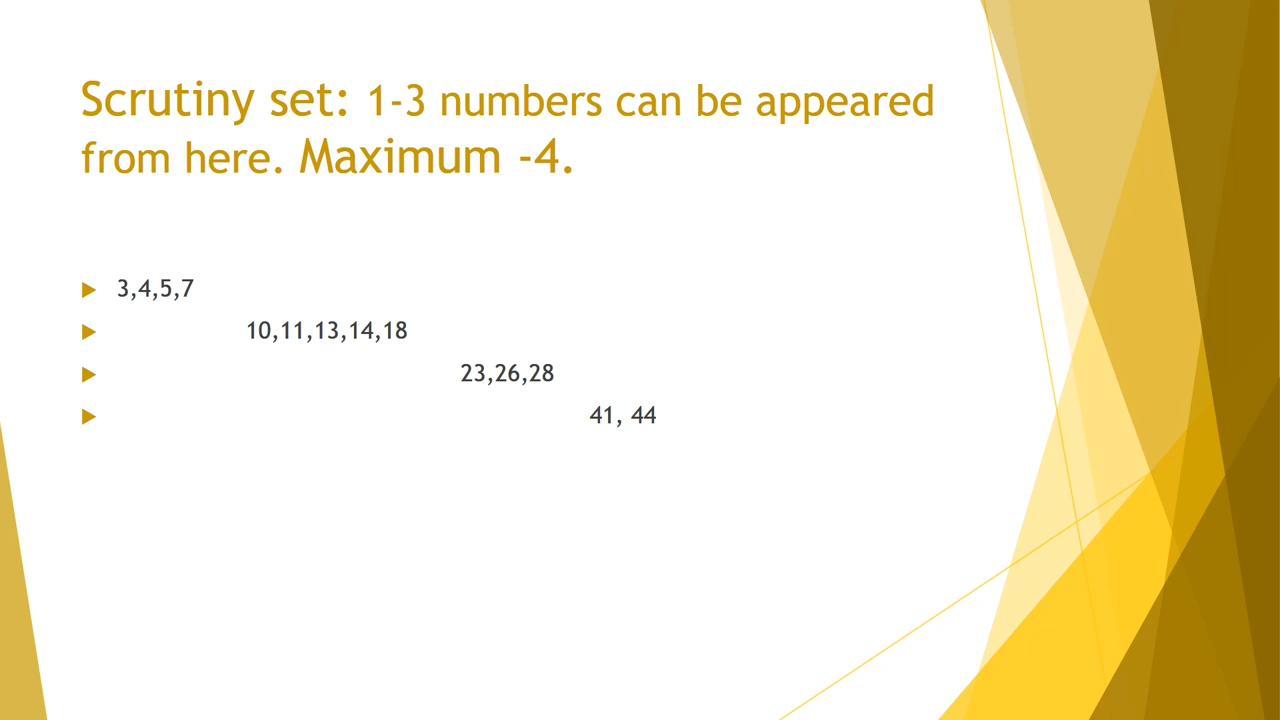 Scrutiny set: 1-3 numbers can be appeared
from here. Maximum -4.
3,4,5,7
10,11,13,14,18
23,26,28
41, 44